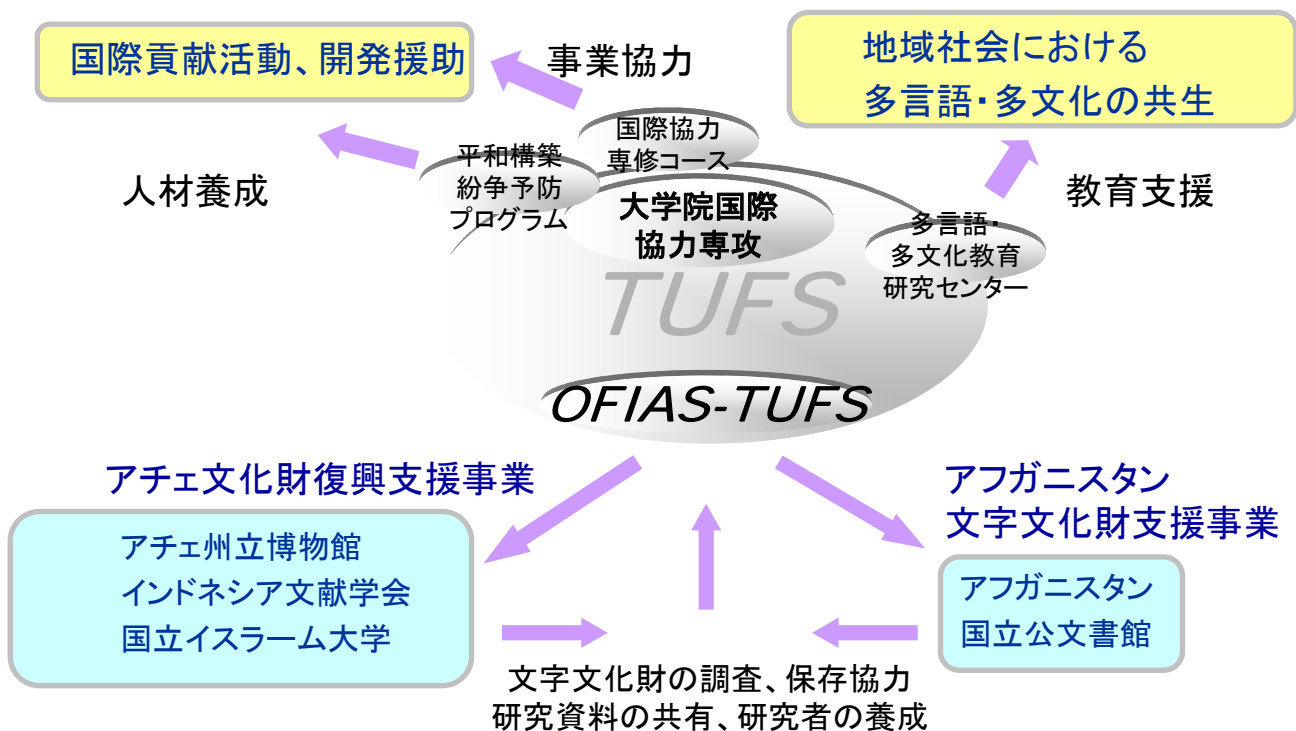 国際貢献活動、開発援助
事業協力
地域社会における
多言語・多文化の共生
人材養成
平和構築
紛争予防
プログラム
国際協力
専修コース
大学院国際
協力専攻
多言語・
多文化教育
研究センター
教育支援
TUFS
OFIAS-TUFS
アチェ文化財復興支援事業
アチェ州立博物館
インドネシア文献学会
国立イスラーム大学
アフガニスタン
文字文化財支援事業
アフガニスタン
国立公文書館
文字文化財の調査、保存協力
研究資料の共有、研究者の養成